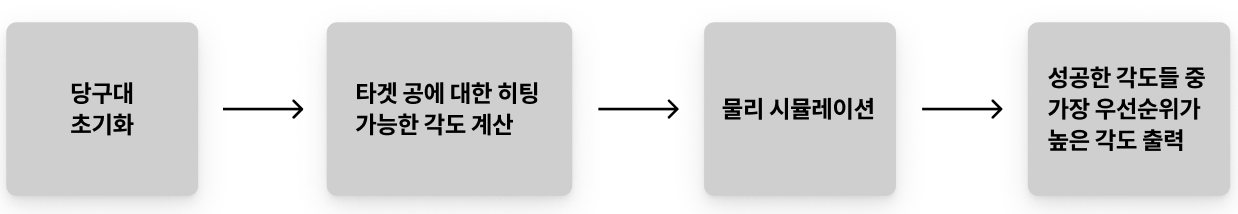 당구대
초기화
타겟 공에 대한 히팅
가능한 각도 계산
물리 시뮬레이션
성공한 각도들 중
가장 우선순위가
높은 각도 출력